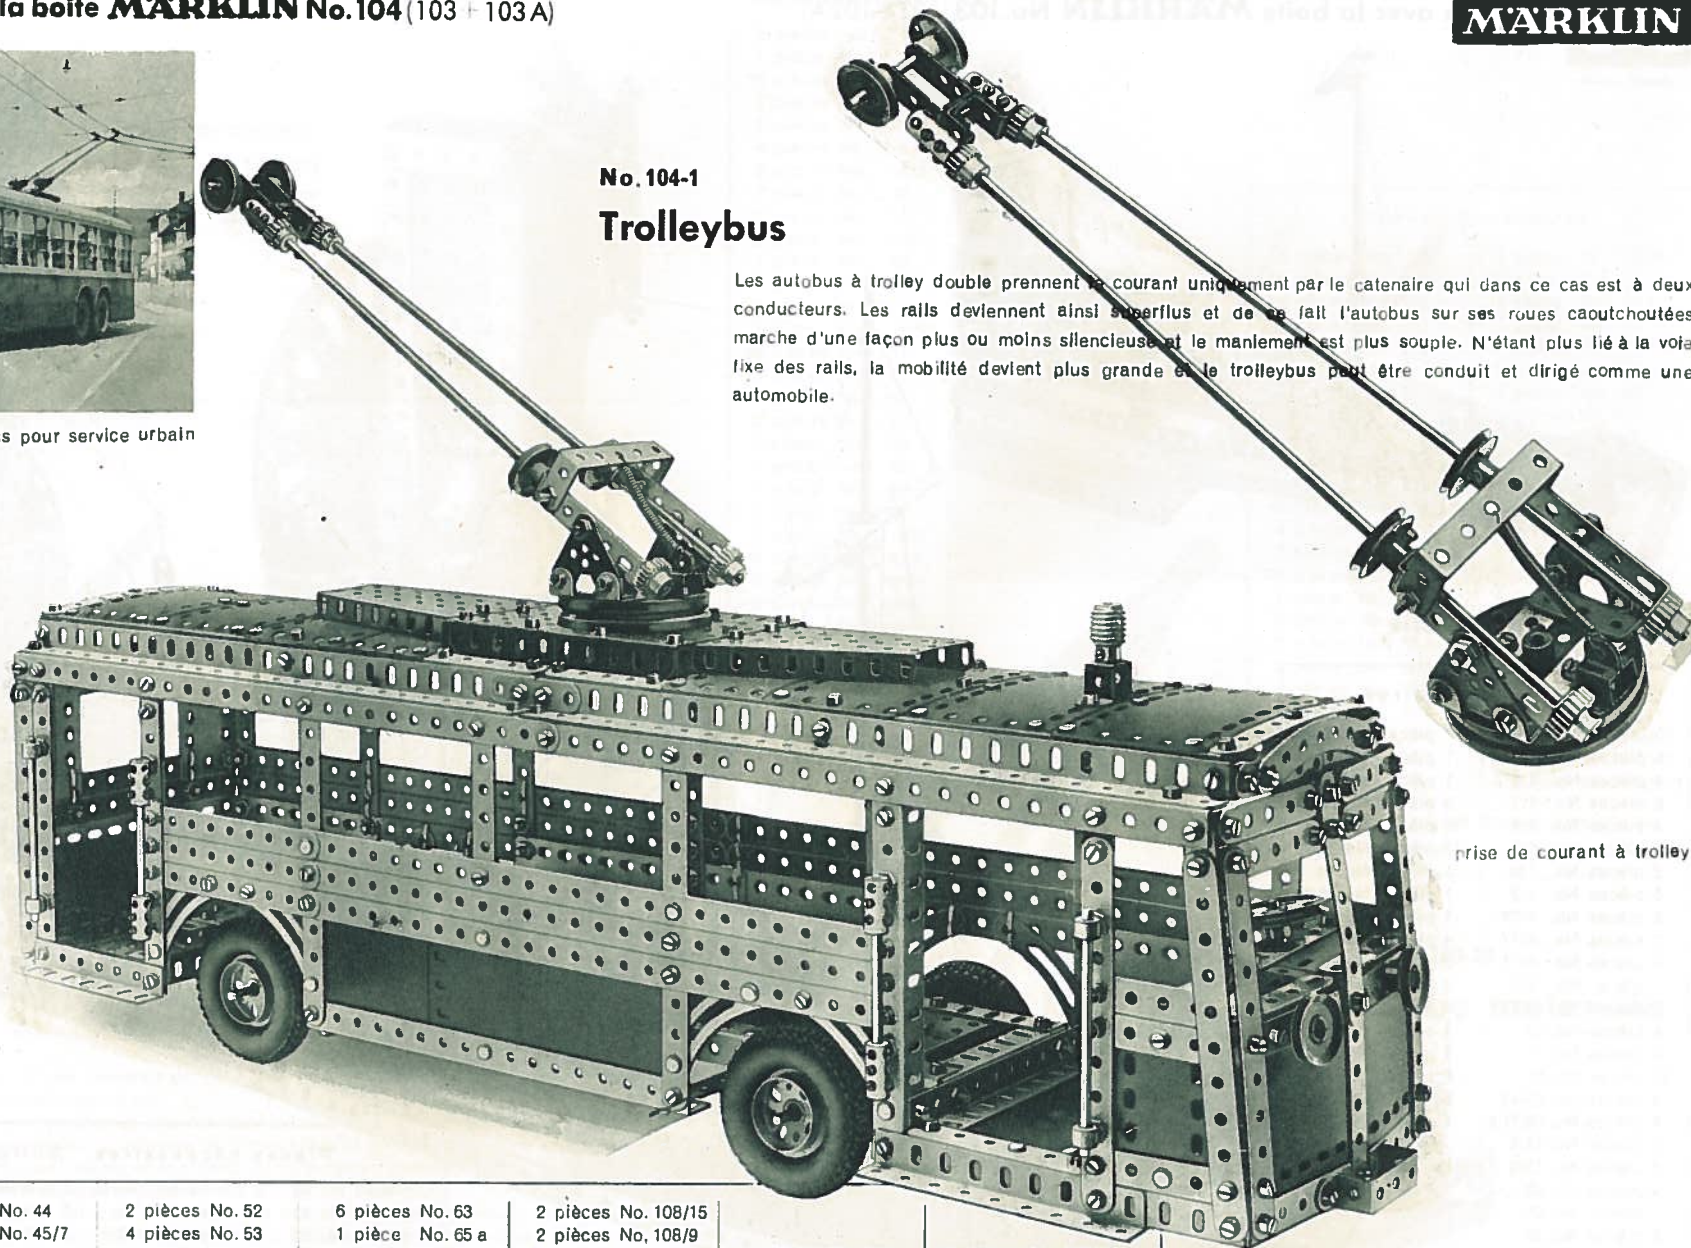 la boîte MÄRKLIN No. 104 (103 + 103 A)
MÄRKLIN
No. 104-1
Trolleybus
Les autobus à trolley double prennent le courant uniquement par le catenaire qui dans ce cas est à deux
conducteurs. Les rails deviennent ainsi superflus et de ce fait l'autobus sur ses roues caoutchoutées
marche d'une façon plus ou moins silencieuse et le maniement est plus souple. N'étant plus lié à la voie
fixe des rails, la mobilité devient plus grande et le trolleybus peut être conduit et dirigé comme une
automobile.
s pour service urbain
prise de courant à trolley
No. 44 2 pièces No. 52 6 pièces No. 63 2 pièces No. 108/15
No. 45/7 4 pièces No. 53 1 pièce No. 65 a 2 pièces No, 108/9